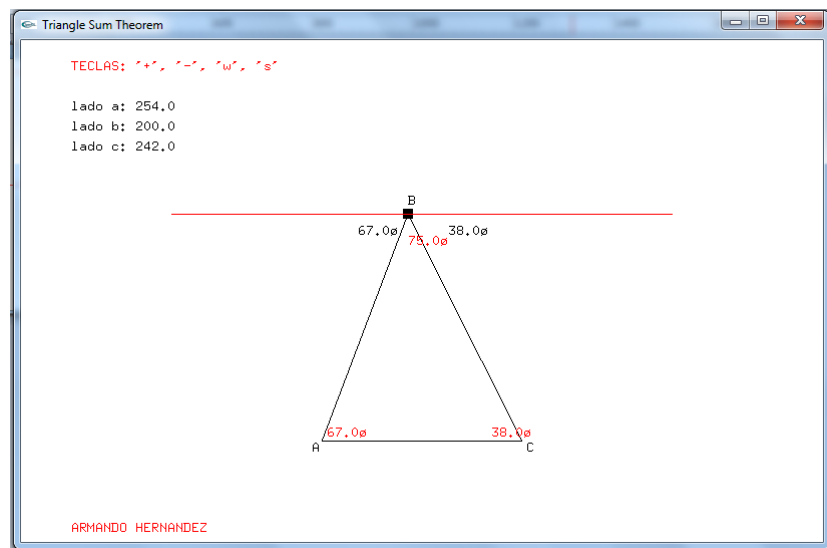 Triangle Sum Theorem
TECLAS: '+', '-', 'w', 's'
lado a: 254.0
lado b: 200.0
lado c: 242.0
B
67.0ø 38.0ø
75.0ø
67.0ø 38.0ø
A C
ARMANDO HERNANDEZ